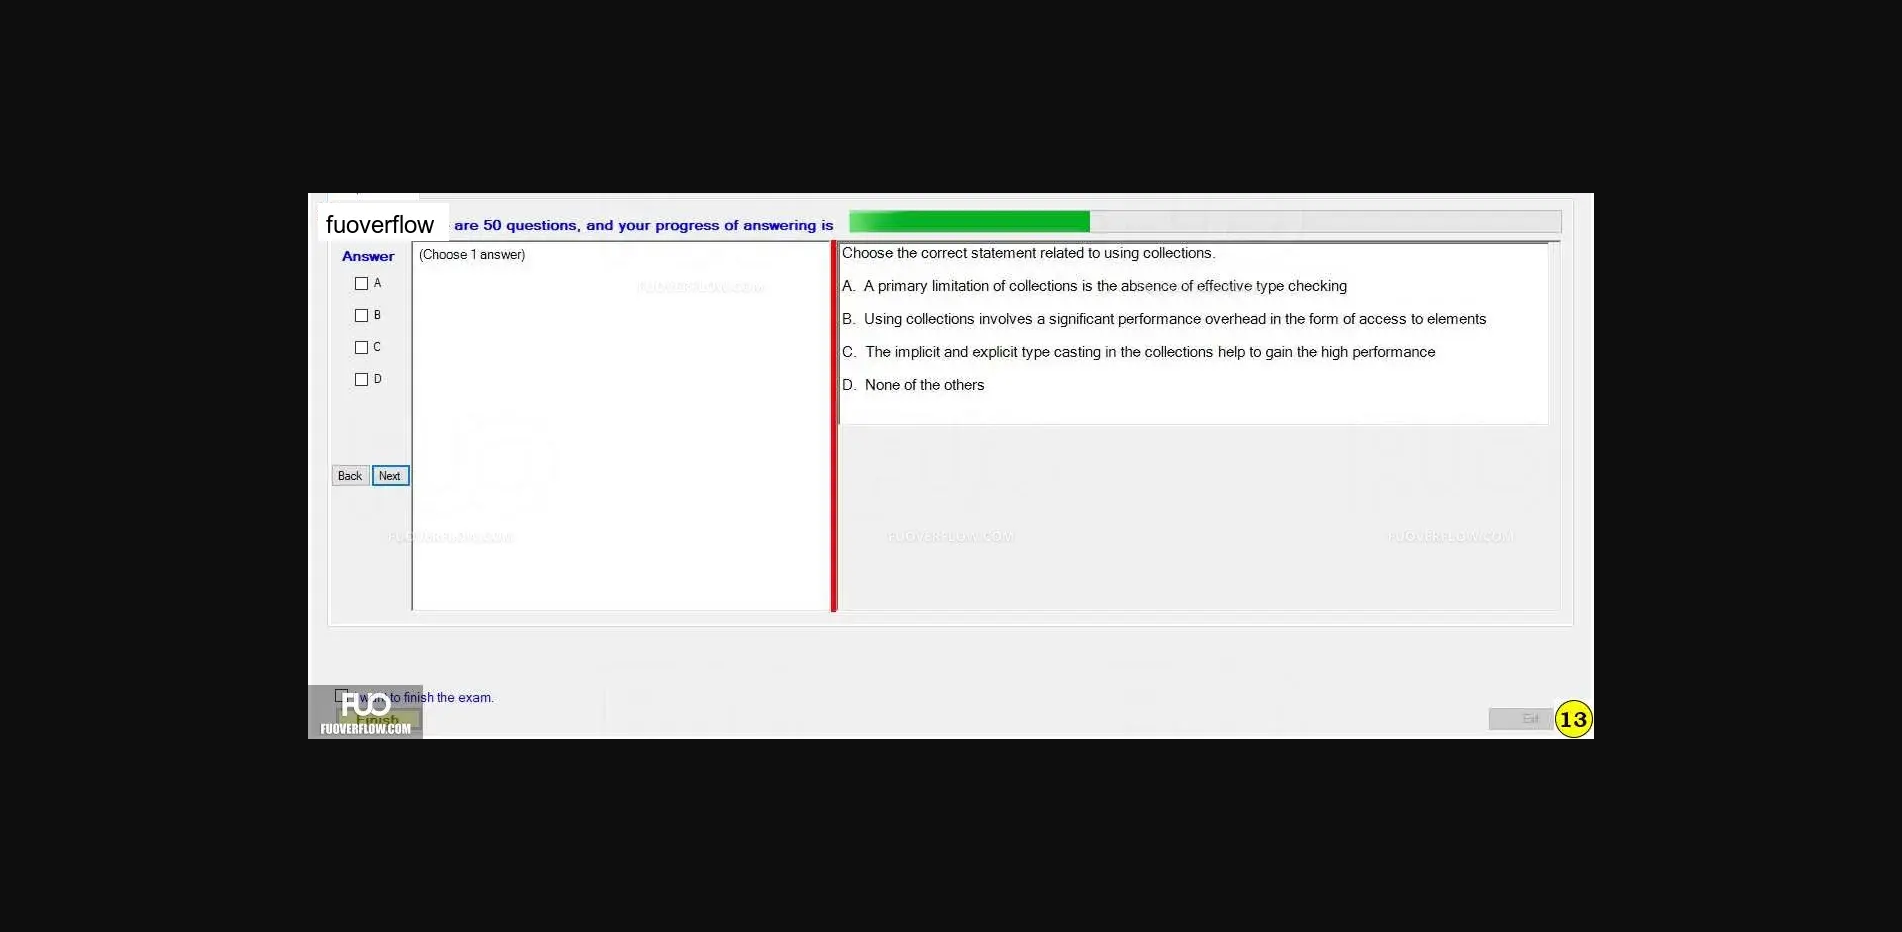 fuoverflow are 50 questions, and your progress of answering is
Answer
(Choose 1 answer)
A
B
C
D
Back Next
Choose the correct statement related to using collections.
A. A primary limitation of collections is the absence of effective type checking
B. Using collections involves a significant performance overhead in the form of access to elements
C. The implicit and explicit type casting in the collections help to gain the high performance
D. None of the others
FUOVERFLOW.COM
FUOVERFLOW.COM FUOVERFLOW.COM FUOVERFLOW.COM
I want to finish the exam.
Finish
FUO
FUOVERFLOW.COM
Exit
13